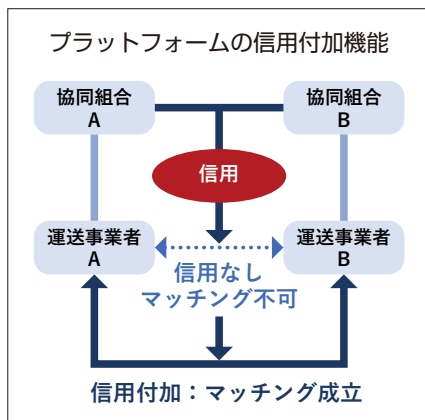 プラットフォームの信用付加機能
協同組合
A
協同組合
B
信用
運送事業者
A
運送事業者
B
信用なし
マッチング不可
信用付加：マッチング成立